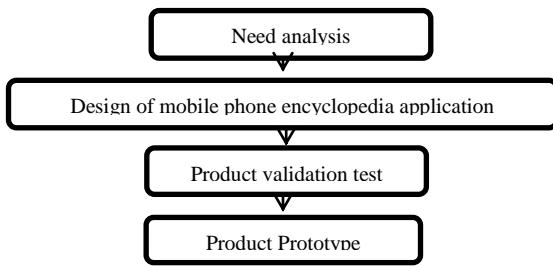 Need analysis
Design of mobile phone encyclopedia application
Product validation test
Product Prototype